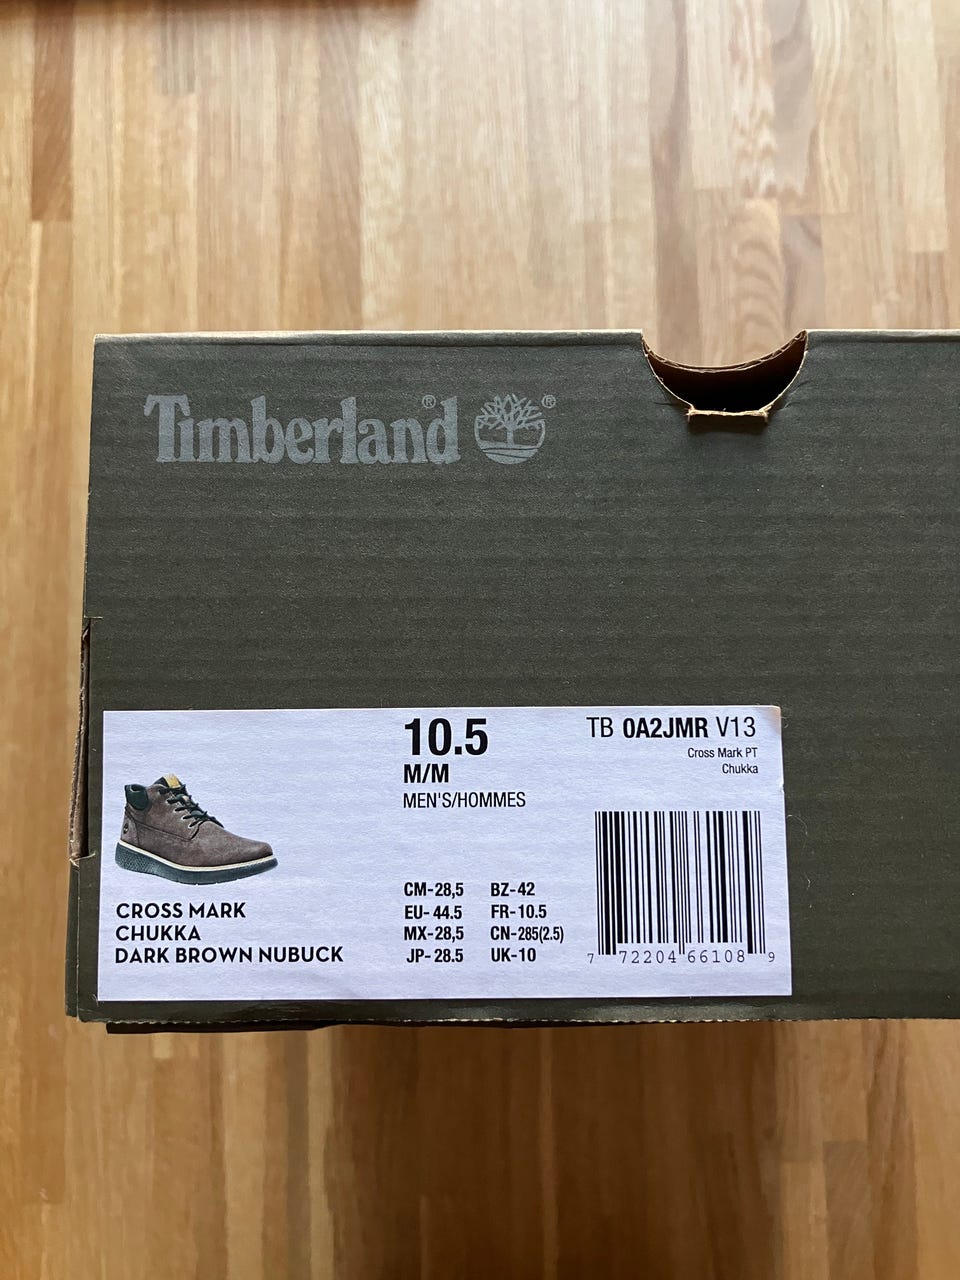 Timberland®®
10.5
M/M
MEN'S/HOMMES
TB 0A2JMR V13
Cross Mark PT
Chukka
CROSS MARK
CHUKKA
DARK BROWN NUBUCK
CM-28,5 BZ-42
EU-44.5 FR-10.5
MX-28,5 CN-285(2.5)
JP-28.5 UK-10
7 72204 66108 9